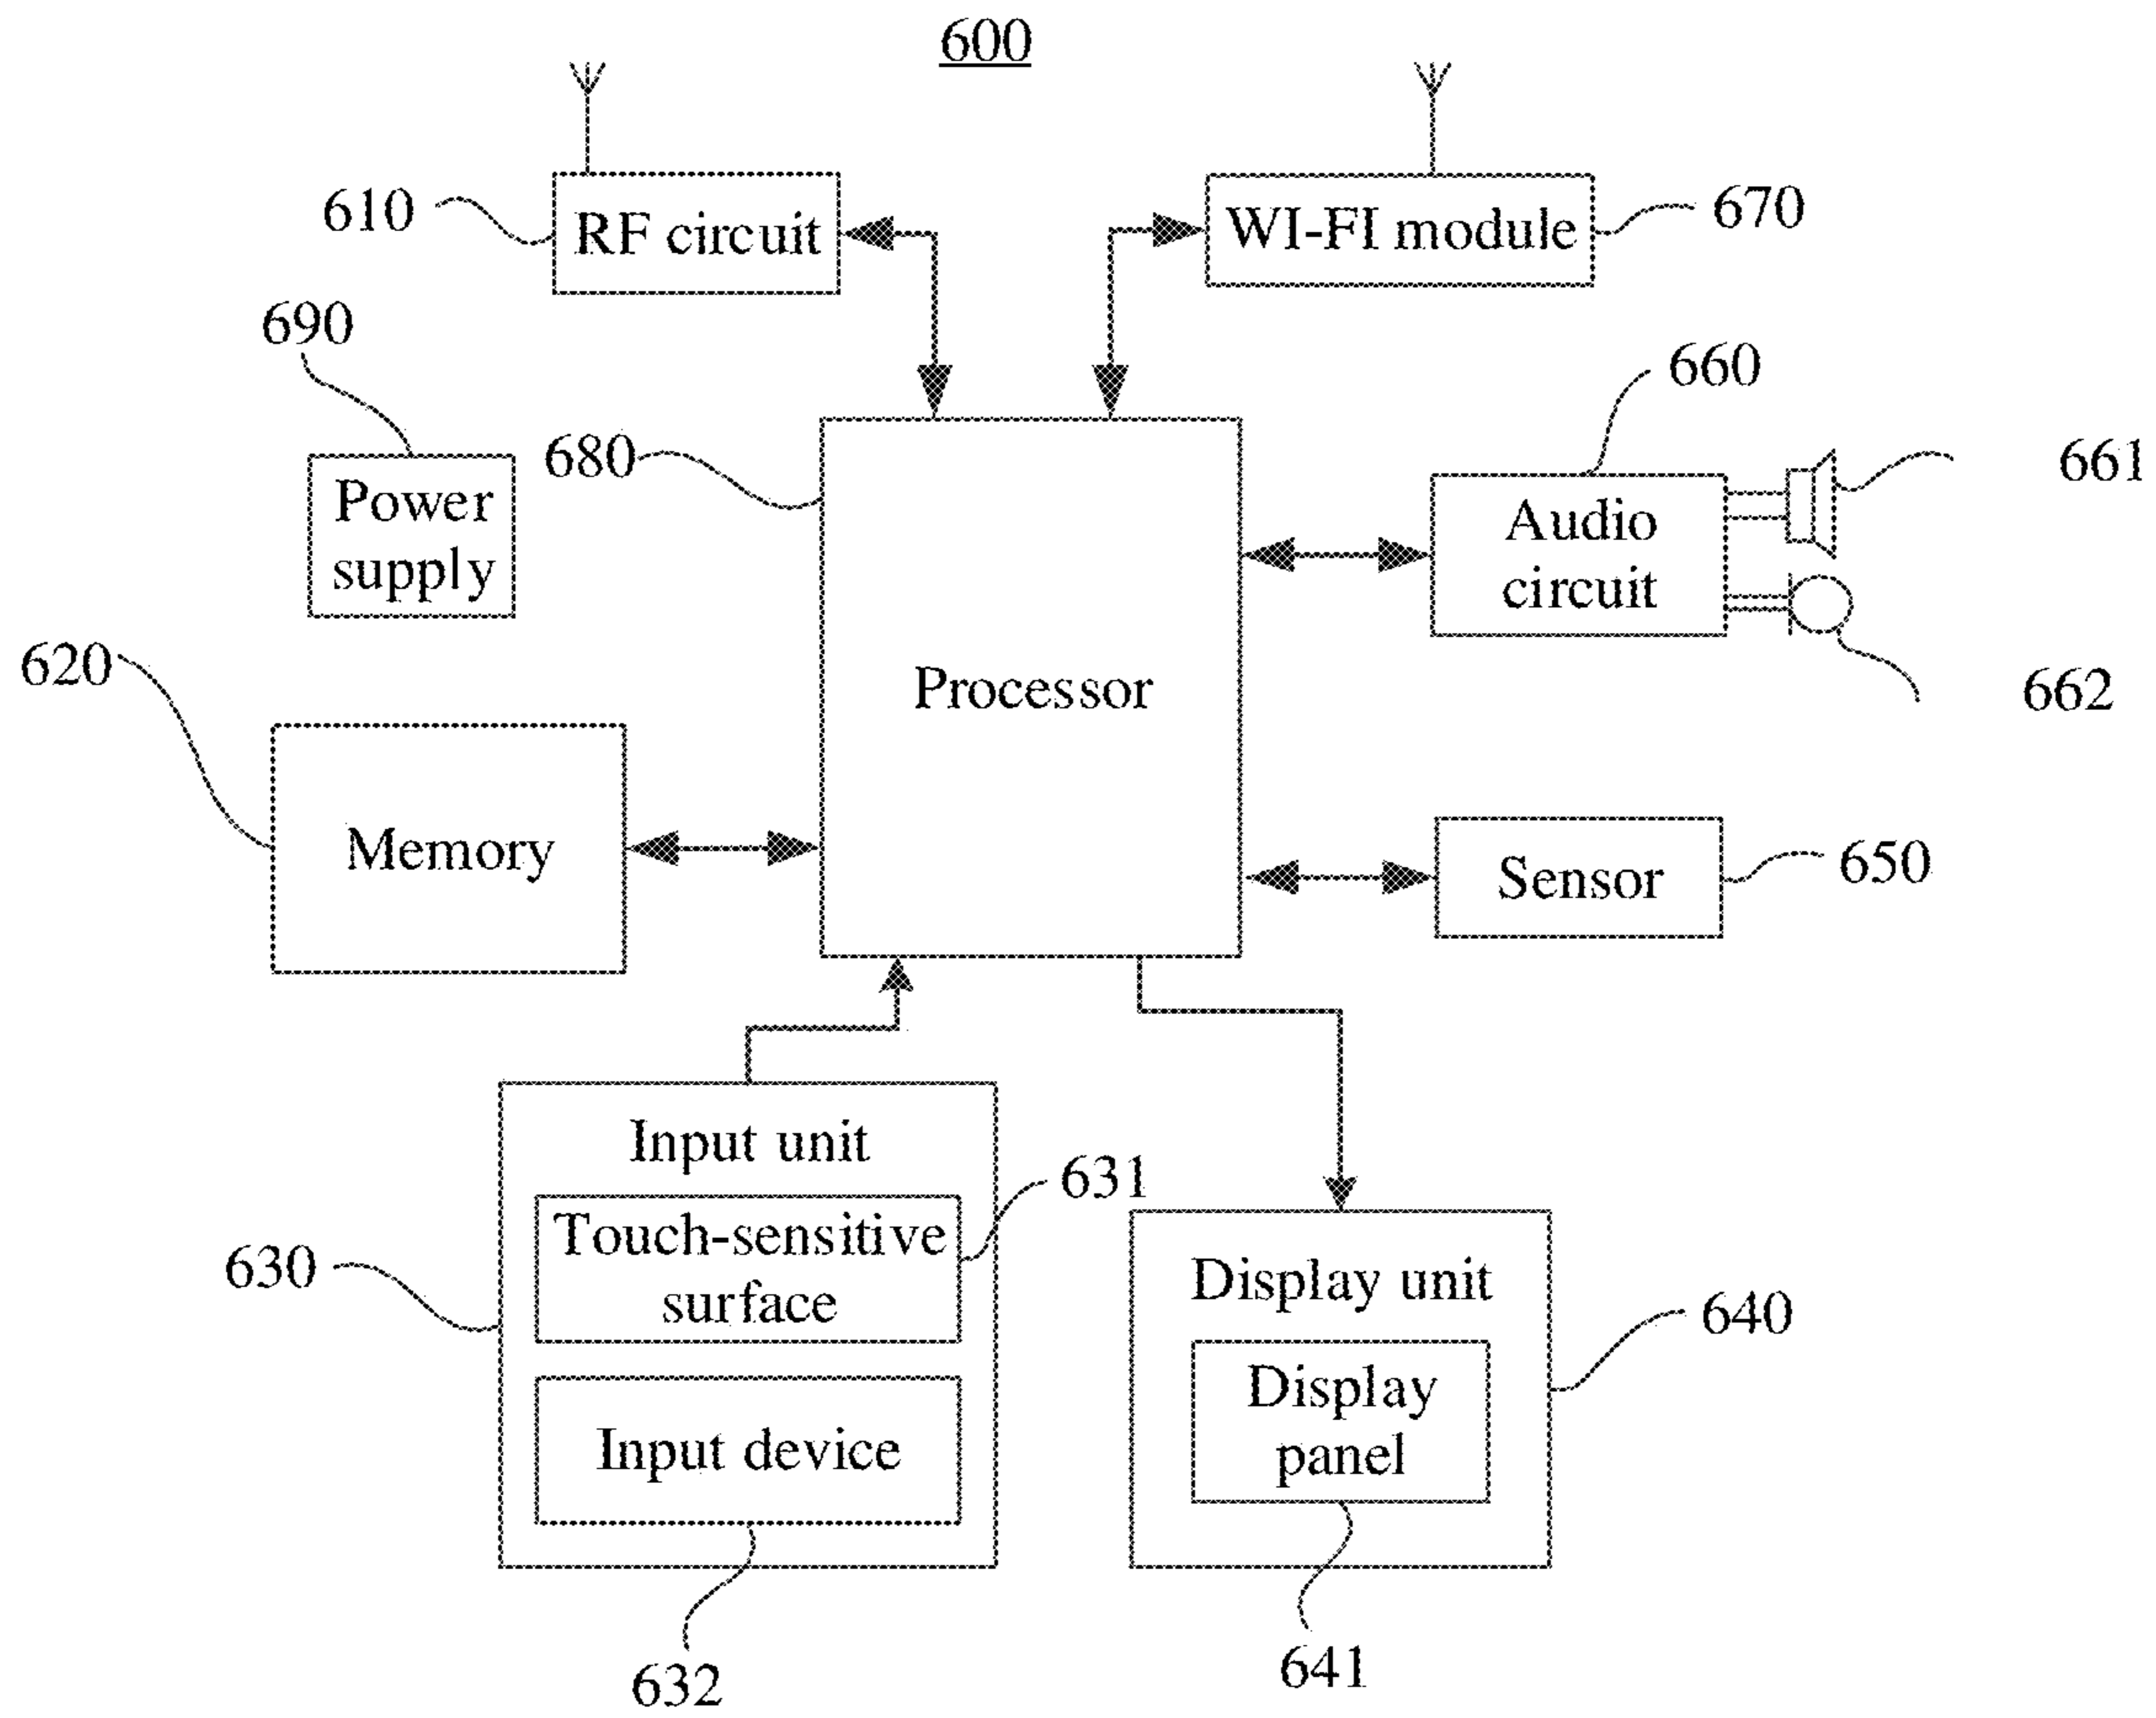 600
610
RF circuit
WI-FI module
670
690
660
680
661
Power
supply
Audio
circuit
620
Processor
662
Memory
Sensor
650
Input unit
631
Touch-sensitive
surface
630
Display unit
640
Display
panel
Input device
641
632